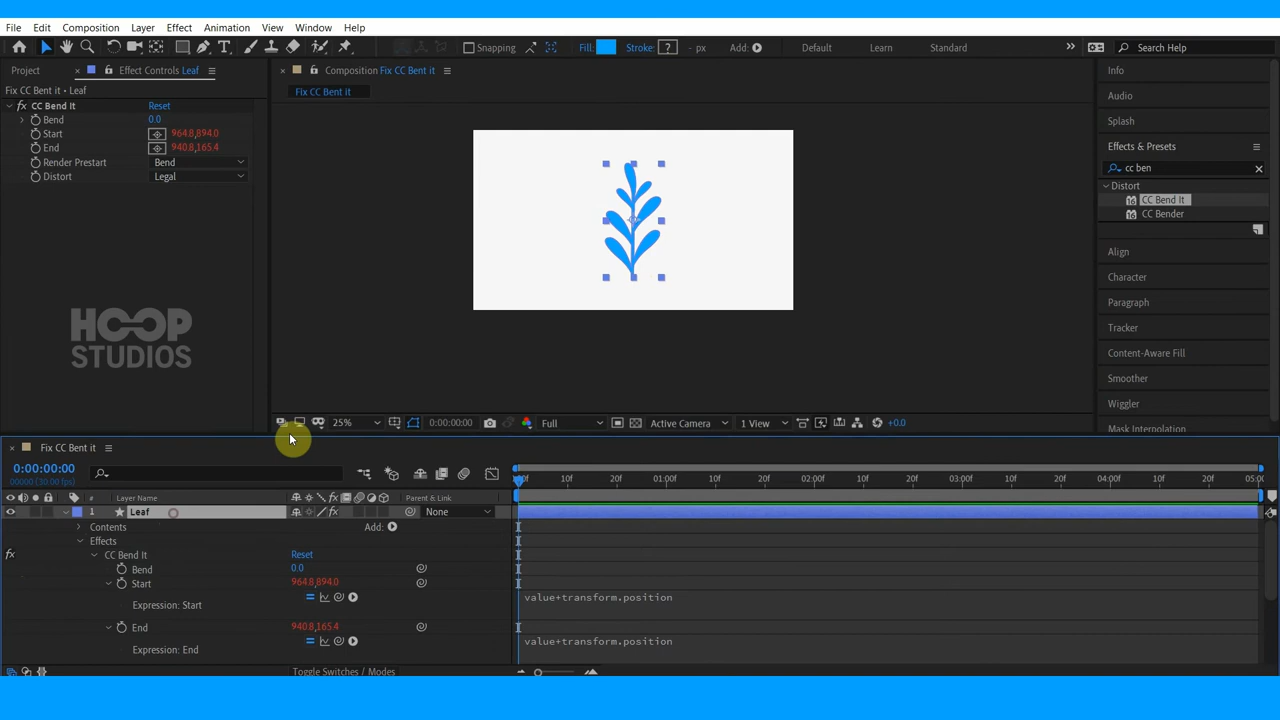 File Edit Composition Layer Effect Animation View Window Help
Snapping Fill: Stroke: ? - px Add: Default Learn Standard >> Search Help
Project × Effect Controls Leaf
Fix CC Bent it • Leaf
fx CC Bend It Reset
Bend 0.0
Start 964.8,894.0
End 940.8,165.4
Render Prestart Bend
Distort Legal
HOOP
STUDIOS
× Composition Fix CC Bent it
Fix CC Bent it
25% 0:00:00:00 Full Active Camera 1 View +0.0
Info
Audio
Splash
Effects & Presets
cc ben ×
Distort
CC Bend It
CC Bender
Align
Character
Paragraph
Tracker
Content-Aware Fill
Smoother
Wiggler
Mask Interpolation
× Fix CC Bent it
0:00:00:00
00000 (30.00 fps)
10f 20f 01:00f 10f 20f 02:00f 10f 20f 03:00f 10f 20f 04:00f 10f 20f 05:0
# Layer Name fx Parent & Link
1 Leaf fx None
Contents Add:
Effects
fx CC Bend It Reset
Bend 0.0
Start 964.8,894.0
Expression: Start value+transform.position
End 940.8,165.4
Expression: End value+transform.position
Toggle Switches / Modes